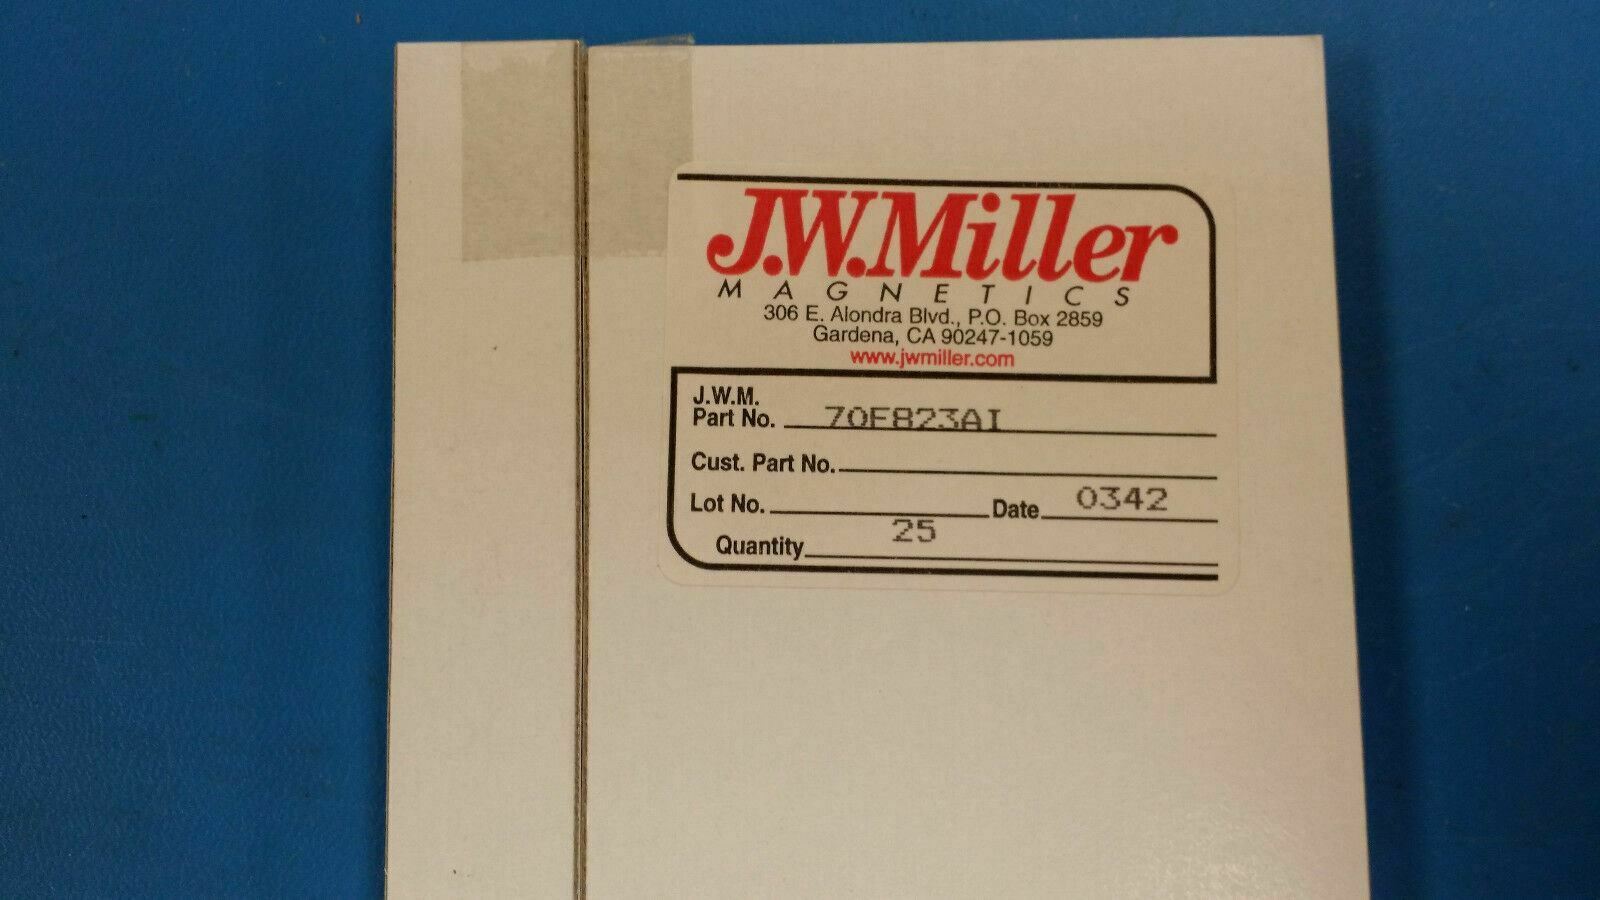 J.W.Miller
MAGNETICS
306 E. Alondra Blvd., P.O. Box 2859
Gardena, CA 90247-1059
www.jwmiller.com
J.W.M.
Part No. 70F823AI
Cust. Part No.
Lot No. Date 0342
Quantity 25